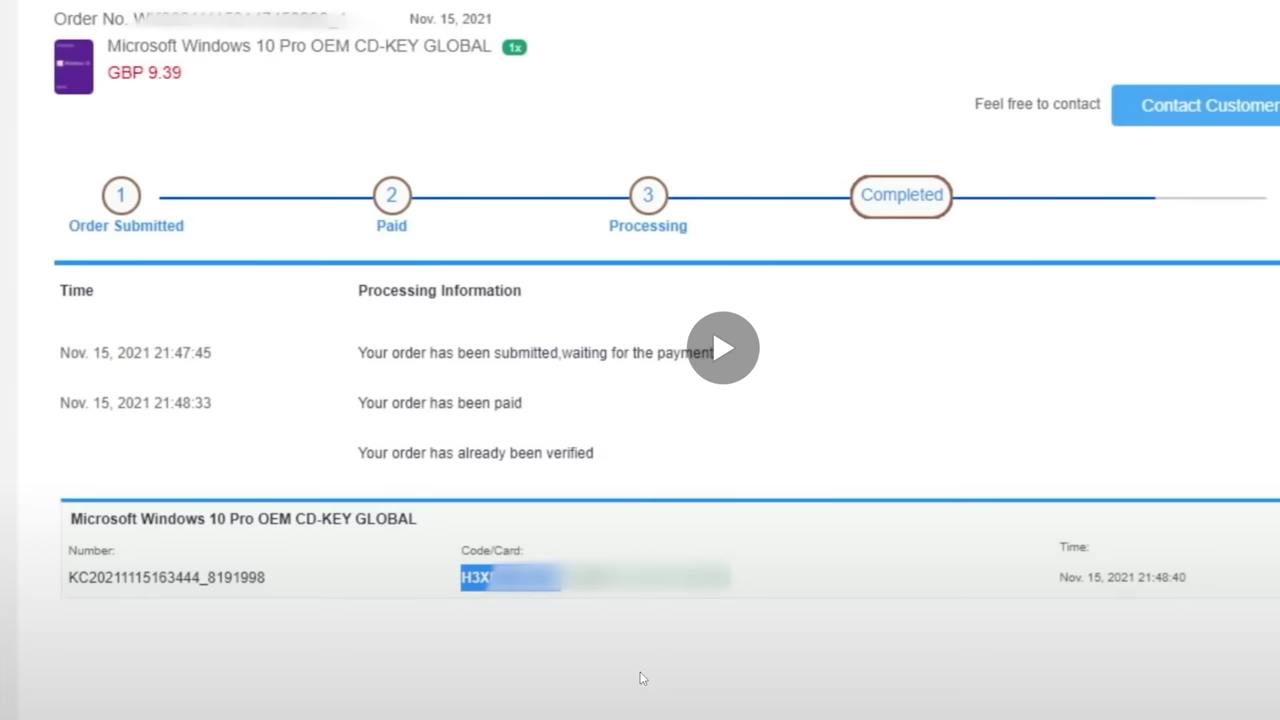 Order No.
Nov. 15, 2021
Microsoft Windows 10 Pro OEM CD-KEY GLOBAL 1x
GBP 9.39
Feel free to contact
Contact Customer
1
2
3
Completed
Order Submitted
Paid
Processing
Time
Processing Information
Nov. 15, 2021 21:47:45
Your order has been submitted,waiting for the payment
Nov. 15, 2021 21:48:33
Your order has been paid
Your order has already been verified
Microsoft Windows 10 Pro OEM CD-KEY GLOBAL
Number:
Code/Card:
Time:
KC20211115163444_8191998
H3X
Nov. 15, 2021 21:48:40